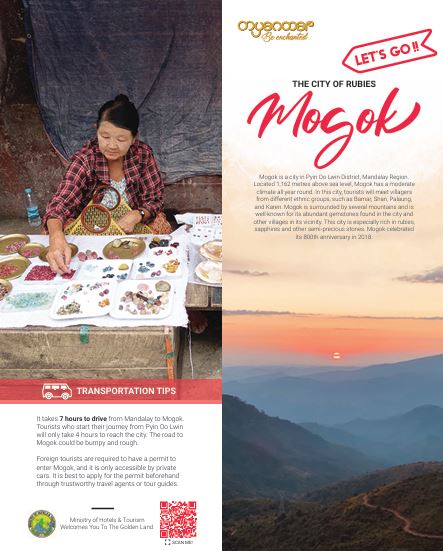 myanmar
Be enchanted
LET'S GO !!
THE CITY OF RUBIES
Mogok
Mogok is a city in Pyin Oo Lwin District, Mandalay Region.
Located 1,162 metres above sea level, Mogok has a moderate
climate all year round. In this city, tourists will meet villagers
from different ethnic groups, such as Bamar, Shan, Palaung,
and Karen. Mogok is surrounded by several mountains and is
well known for its abundant gemstones found in the city and
other villages in its vicinity. This city is especially rich in rubies,
sapphires and other semi-precious stones. Mogok celebrated
its 800th anniversary in 2018.
TRANSPORTATION TIPS
It takes 7 hours to drive from Mandalay to Mogok.
Tourists who start their journey from Pyin Oo Lwin
will only take 4 hours to reach the city. The road to
Mogok could be bumpy and rough.
Foreign tourists are required to have a permit to
enter Mogok, and it is only accessible by private
cars. It is best to apply for the permit beforehand
through trustworthy travel agents or tour guides.
Ministry of Hotels & Tourism
Welcomes You To The Golden Land.
SCAN ME!